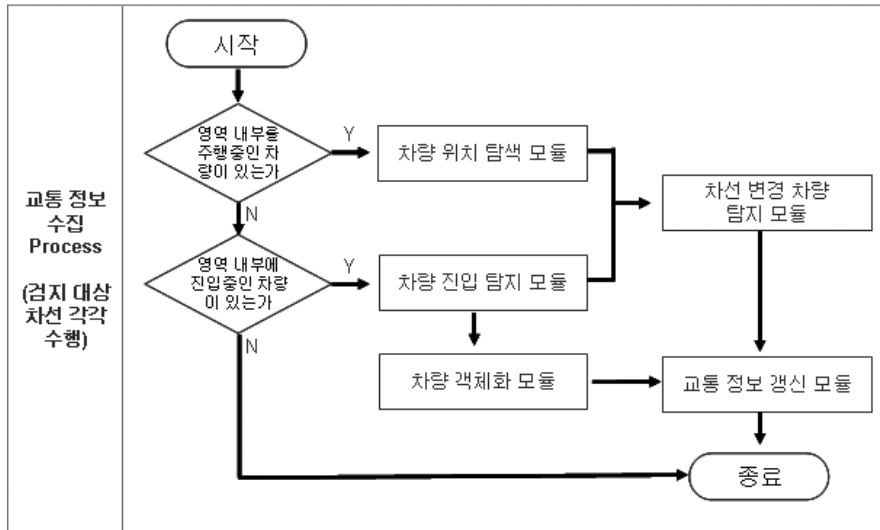 교통 정보
수집
Process
(검지 대상
차선 각각
수행)
시작
영역 내부를
주행중인 차
량이 있는가
Y
차량 위치 탐색 모듈
차선 변경 차량
탐지 모듈
N
영역 내부에
진입중인 차량
이 있는가
Y
차량 진입 탐지 모듈
N
차량 객체화 모듈
교통 정보 갱신 모듈
종료